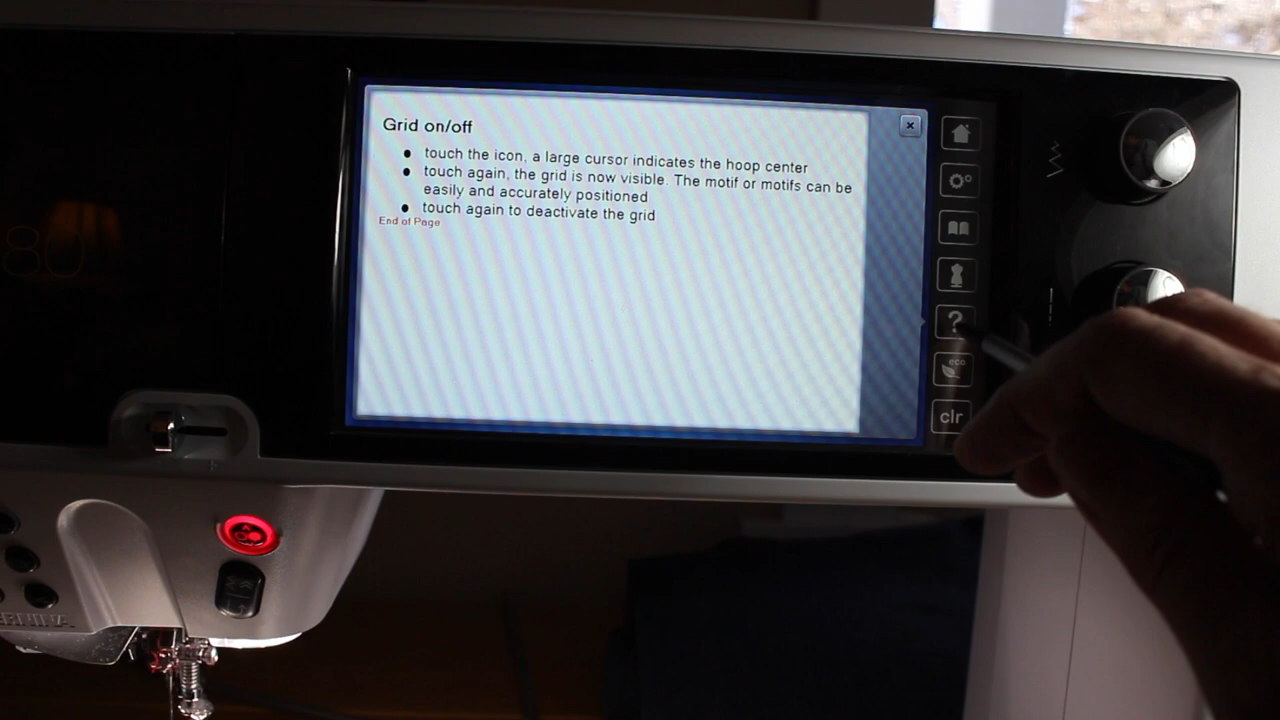 Grid on/off
● touch the icon, a large cursor indicates the hoop center
● touch again, the grid is now visible. The motif or motifs can be
easily and accurately positioned
● touch again to deactivate the grid
End of Page
?
eco
clr
80